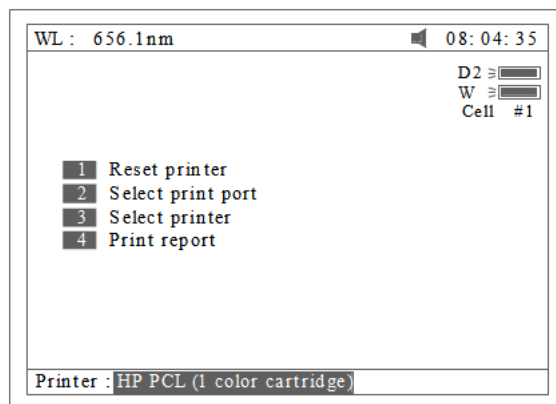 WL : 656.1nm 08:04:35
D2
W
Cell #1
1 Reset printer
2 Select print port
3 Select printer
4 Print report
Printer : HP PCL (1 color cartridge)